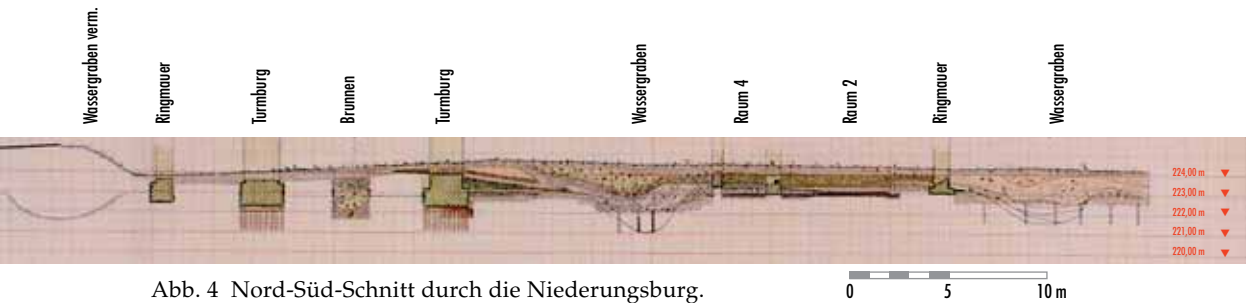 Wassergraben verm.
Ringmauer
Turmburg
Brunnen
Turmburg
Wassergraben
Raum 4
Raum 2
Ringmauer
Wassergraben
224,00 m
223,00 m
222,00 m
221,00 m
220,00 m
Abb. 4 Nord-Süd-Schnitt durch die Niederungsburg.
0 5 10 m